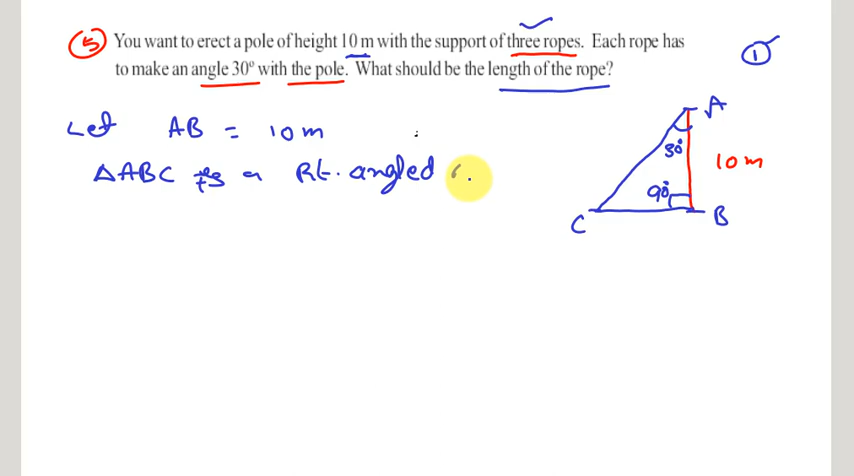 5 You want to erect a pole of height 10 m with the support of three ropes. Each rope has
to make an angle 30° with the pole. What should be the length of the rope?
1
Let AB = 10 m
ΔABC is a Rt. angled
A
30°
10 m
90°
C
B